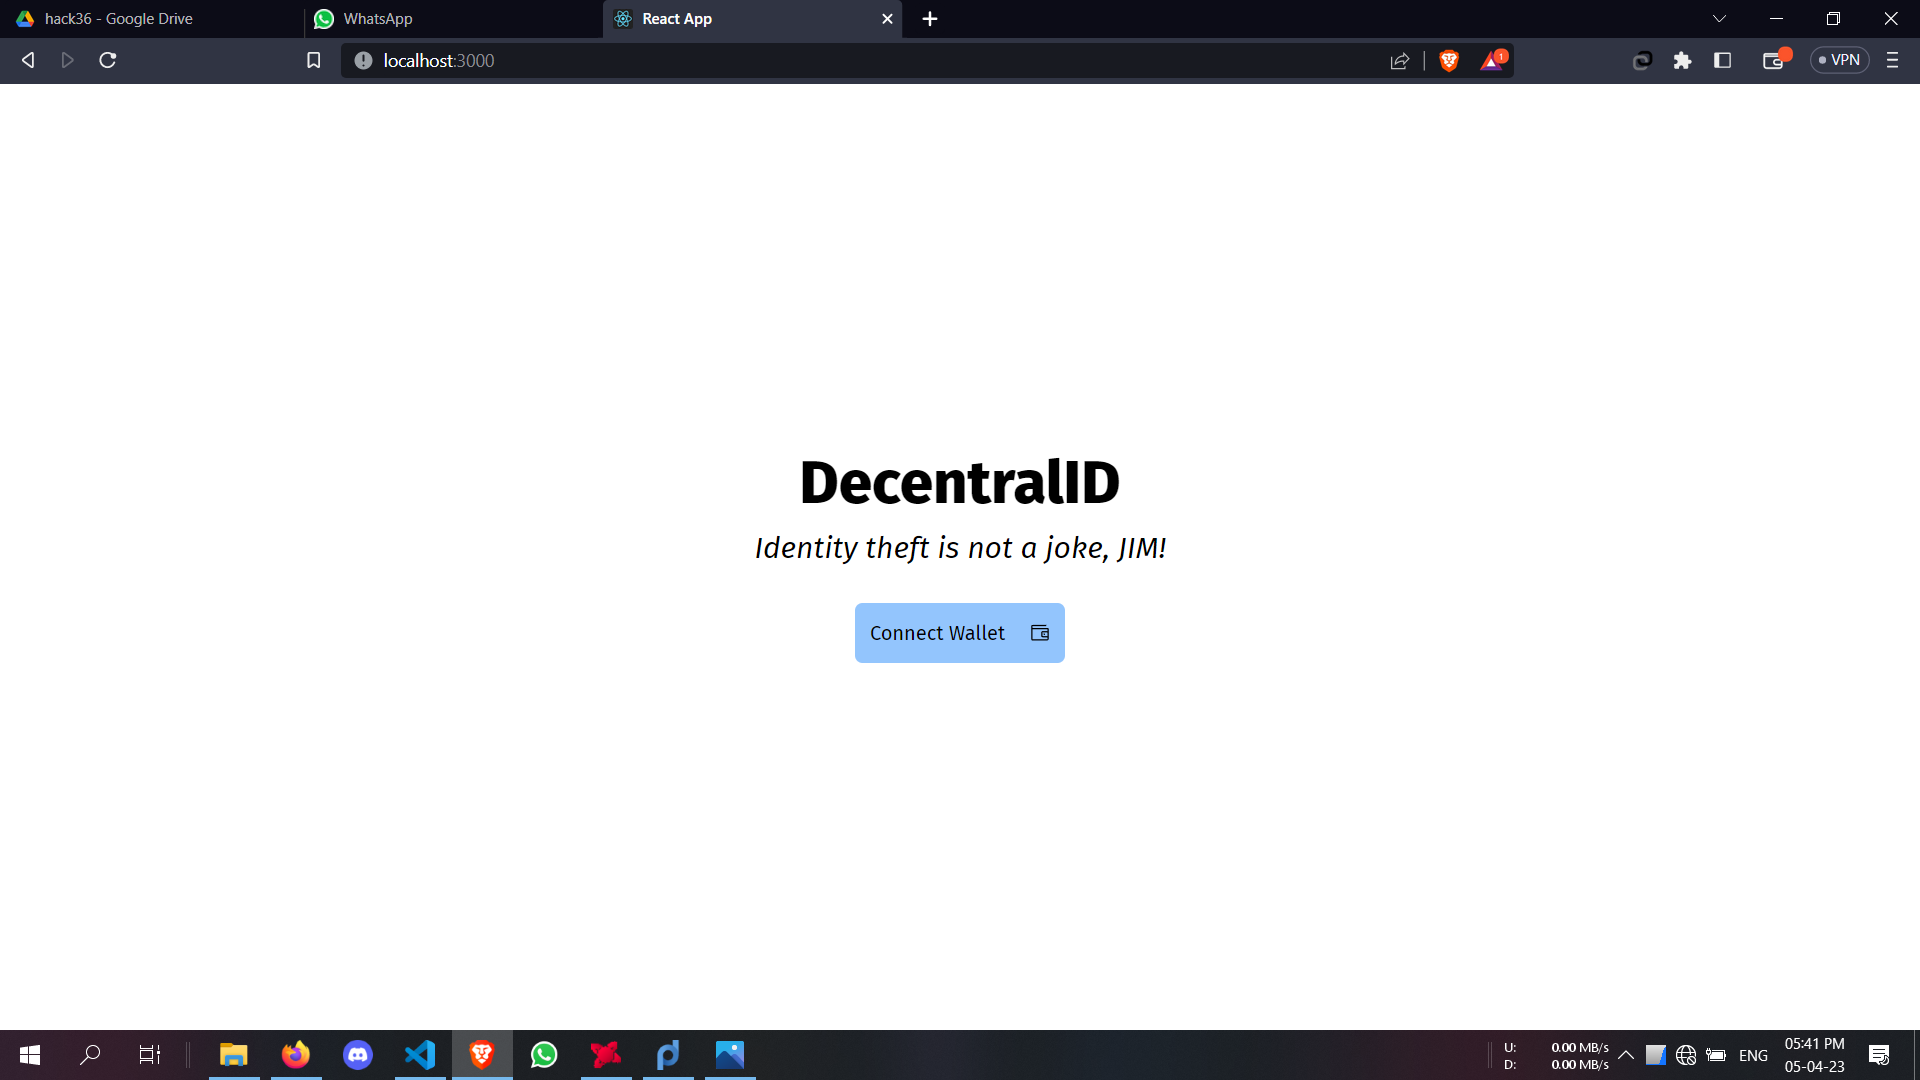 hack36 - Google Drive
WhatsApp
React App
localhost:3000
1
VPN
DecentralID
Identity theft is not a joke, JIM!
Connect Wallet
U: 0.00 MB/s
D: 0.00 MB/s
ENG
05:41 PM
05-04-23